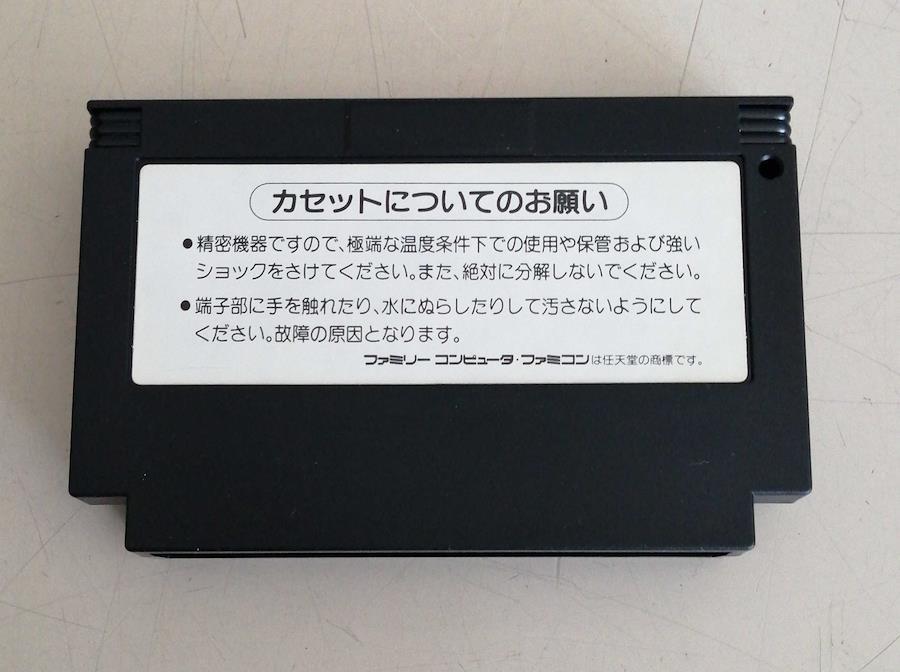 カセットについてのお願い
●精密機器ですので、極端な温度条件下での使用や保管および強い
ショックをさけてください。また、絶対に分解しないでください。
●端子部に手を触れたり、水にぬらしたりして汚さないようにして
ください。故障の原因となります。
ファミリー コンピュータ・ファミコンは任天堂の商標です。